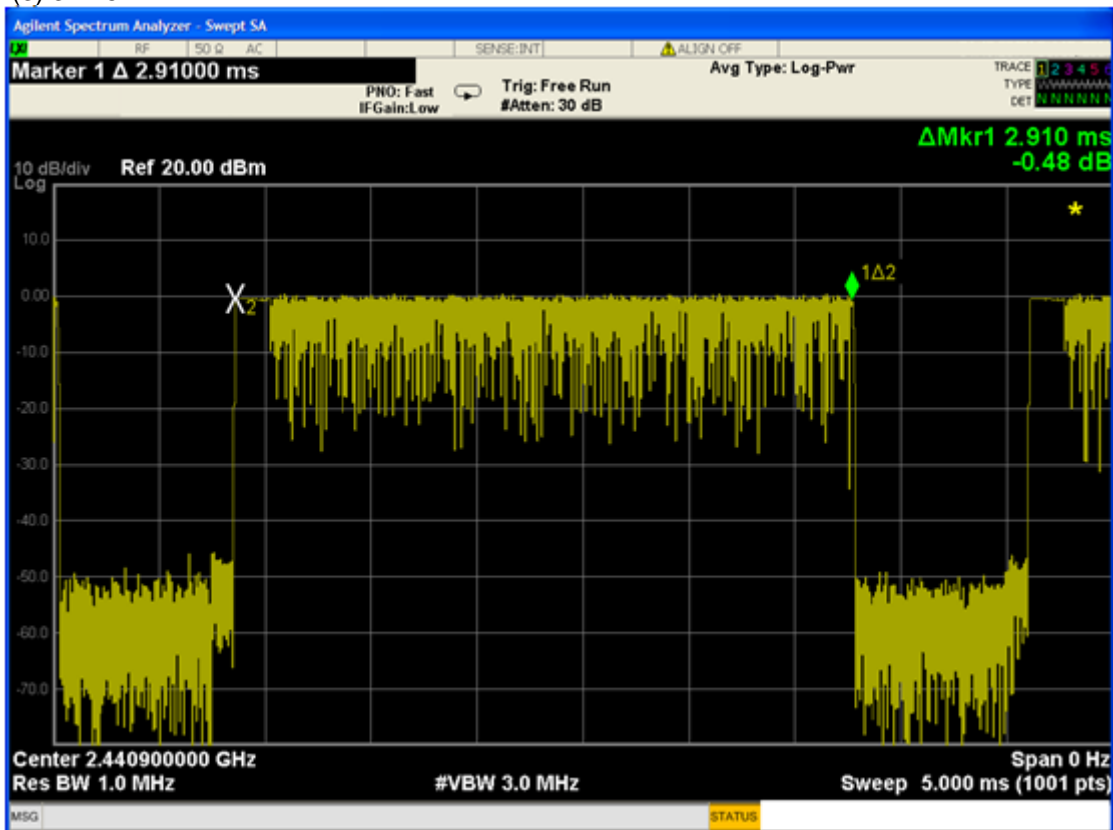 Agilent Spectrum Analyzer - Swept SA
LXI RF 50 Ω AC SENSE:INT ALIGN OFF
Marker 1 Δ 2.91000 ms
PNO: Fast
IFGain:Low
Trig: Free Run
#Atten: 30 dB
Avg Type: Log-Pwr
TRACE 1 2 3 4 5 6
TYPE
DET N N N N N N
ΔMkr1 2.910 ms
-0.48 dB
10 dB/div Ref 20.00 dBm
Log
10.0
0.00
-10.0
-20.0
-30.0
-40.0
-50.0
-60.0
-70.0
2
1Δ2
*
Center 2.440900000 GHz Span 0 Hz
Res BW 1.0 MHz #VBW 3.0 MHz Sweep 5.000 ms (1001 pts)
MSG STATUS